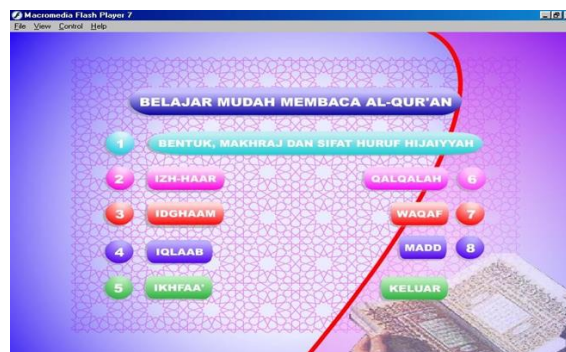 Macromedia Flash Player 7
File View Control Help
BELAJAR MUDAH MEMBACA AL-QUR'AN
1 BENTUK, MAKHRAJ DAN SIFAT HURUF HIJAIYYAH
2 IZH-HAAR
3 IDGHAAM
4 IQLAAB
5 IKHFAA'
QALQALAH 6
WAQAF 7
MADD 8
KELUAR